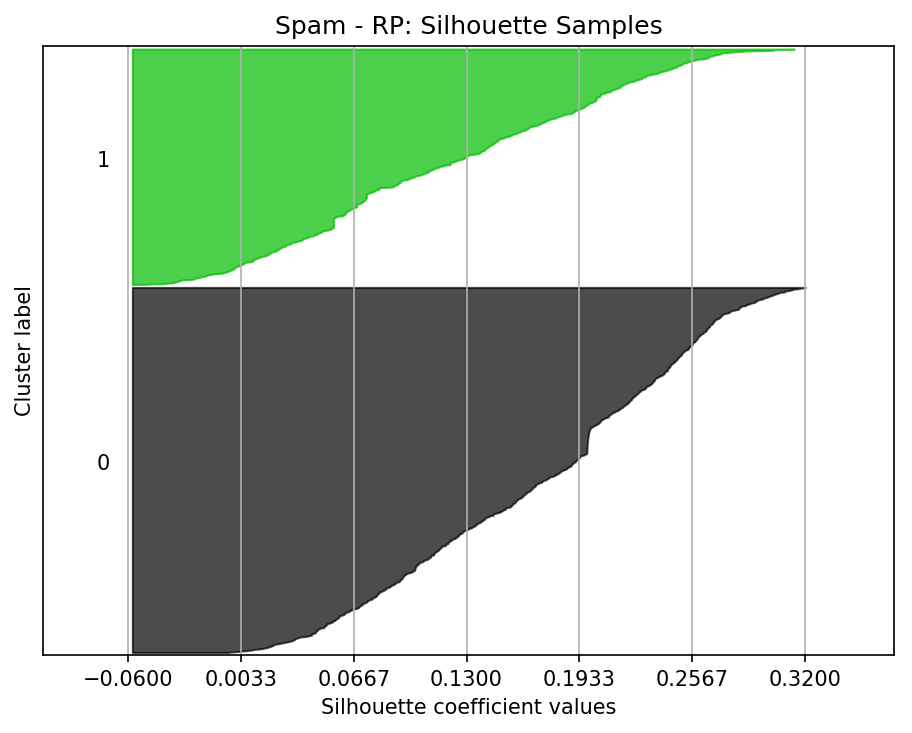 Spam - RP: Silhouette Samples
1
Cluster label
0
−0.0600 0.0033 0.0667 0.1300 0.1933 0.2567 0.3200
Silhouette coefficient values